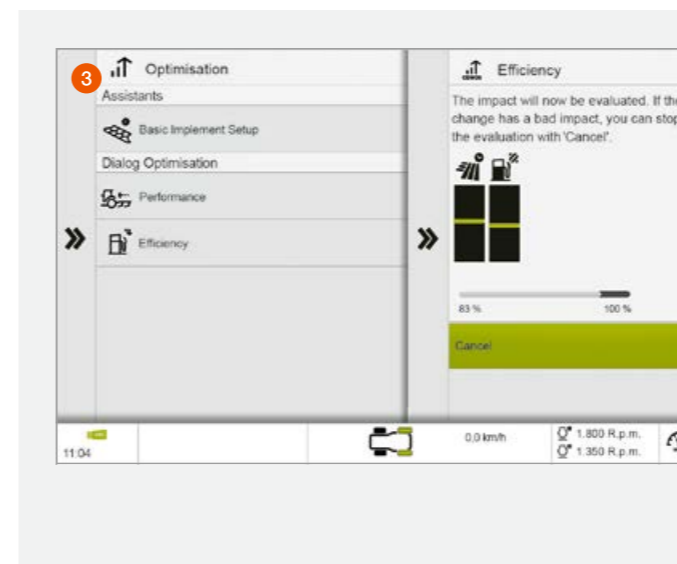 3
Optimisation
Assistants
Basic Implement Setup
Dialog Optimisation
Performance
Efficiency
Efficiency
The impact will now be evaluated. If the
change has a bad impact, you can stop
the evaluation with 'Cancel'.
83 %
100 %
Cancel
11:04
0,0 km/h
1.800 R.p.m.
1.350 R.p.m.